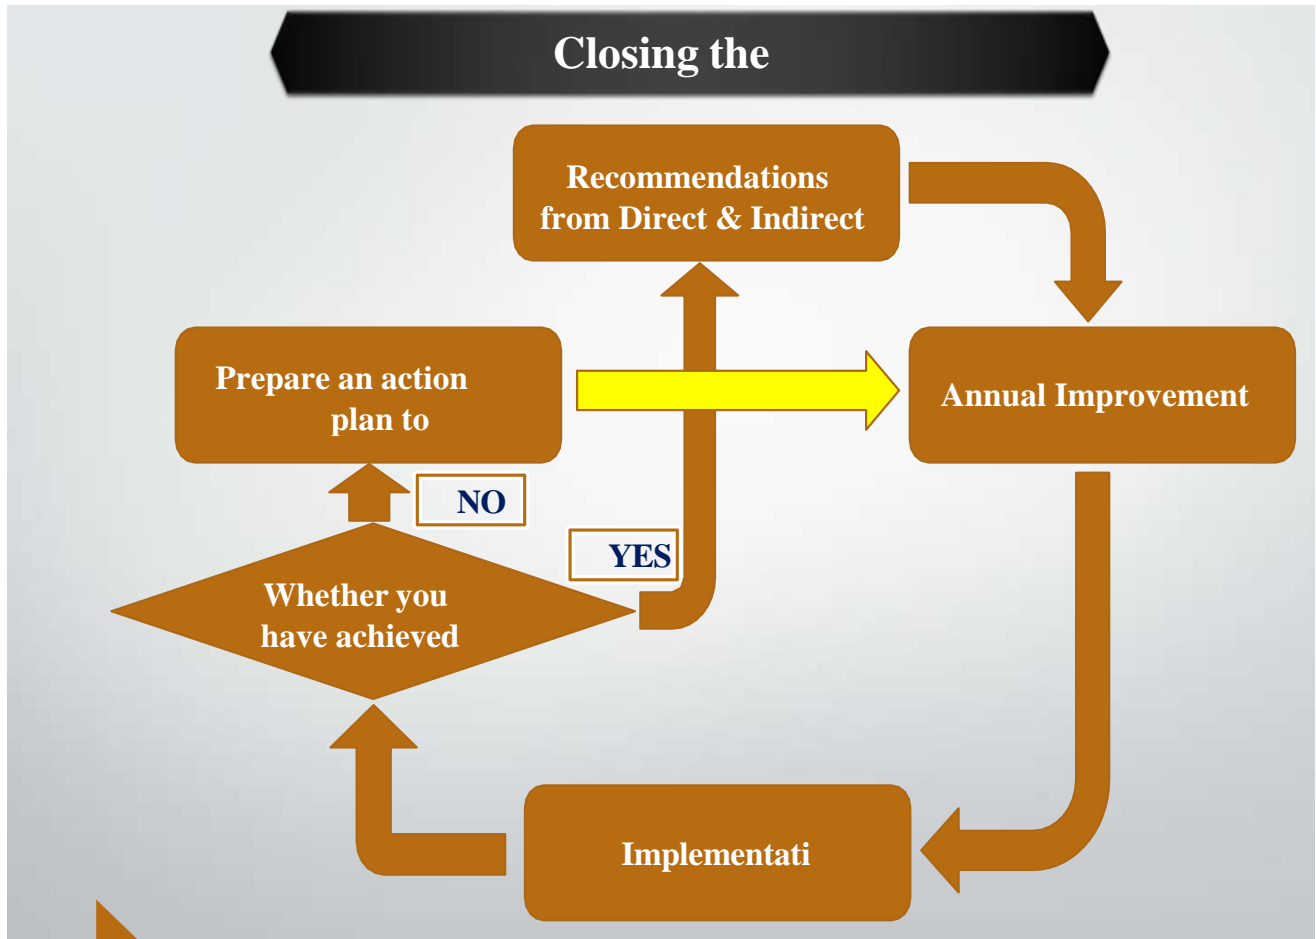 Closing the
Recommendations
from Direct & Indirect
Prepare an action
plan to
Annual Improvement
NO
YES
Whether you
have achieved
Implementati